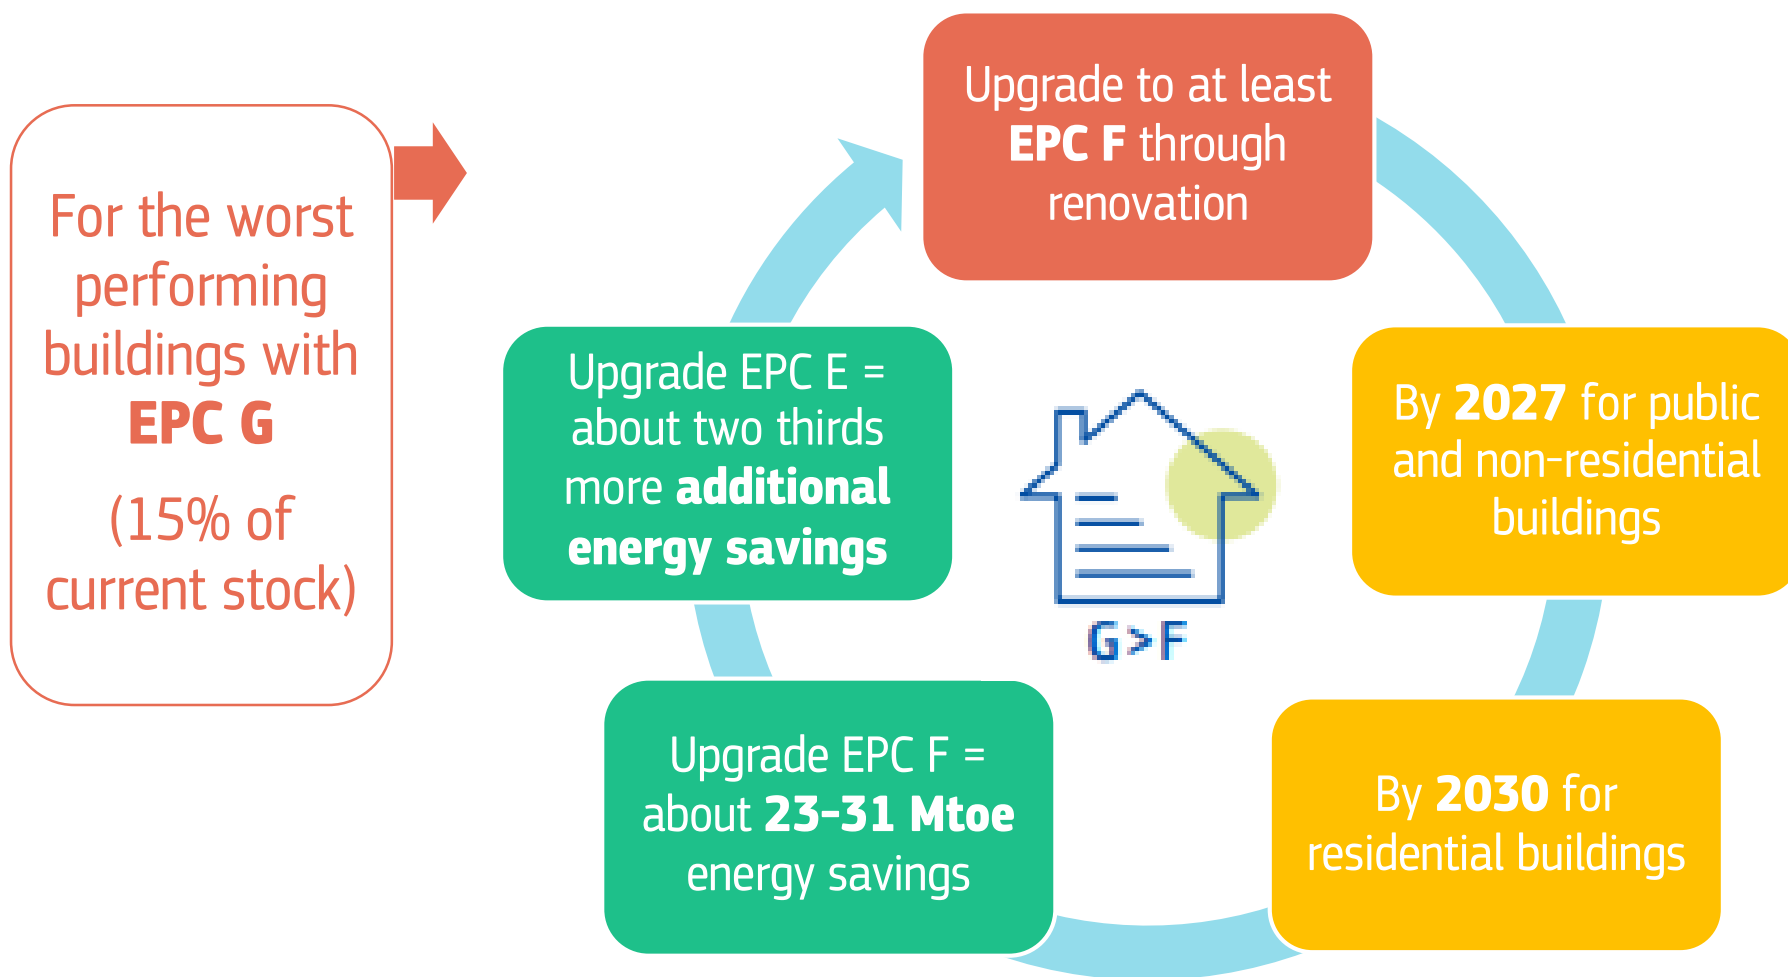 For the worst
performing
buildings with
EPC G
(15% of
current stock)
Upgrade to at least
EPC F through
renovation
By 2027 for public
and non-residential
buildings
By 2030 for
residential buildings
Upgrade EPC F =
about 23-31 Mtoe
energy savings
Upgrade EPC E =
about two thirds
more additional
energy savings
G>F